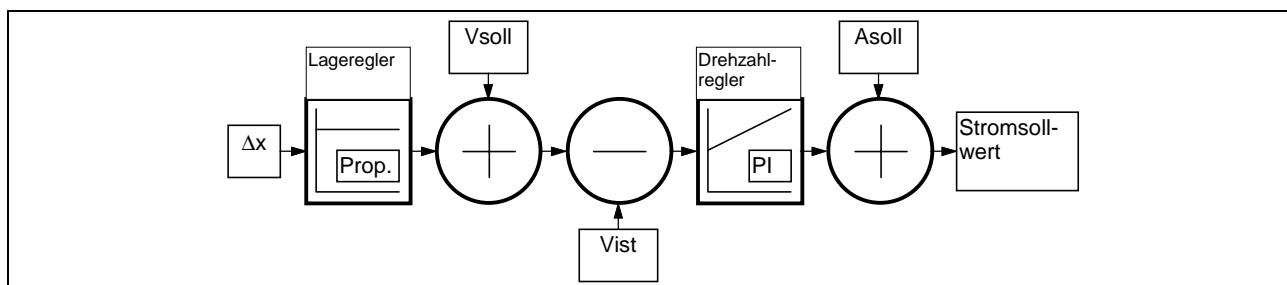 Vsoll
Asoll
Lageregler
Drehzahl-
regler
Δx
Prop.
PI
Stromsoll-
wert
Vist